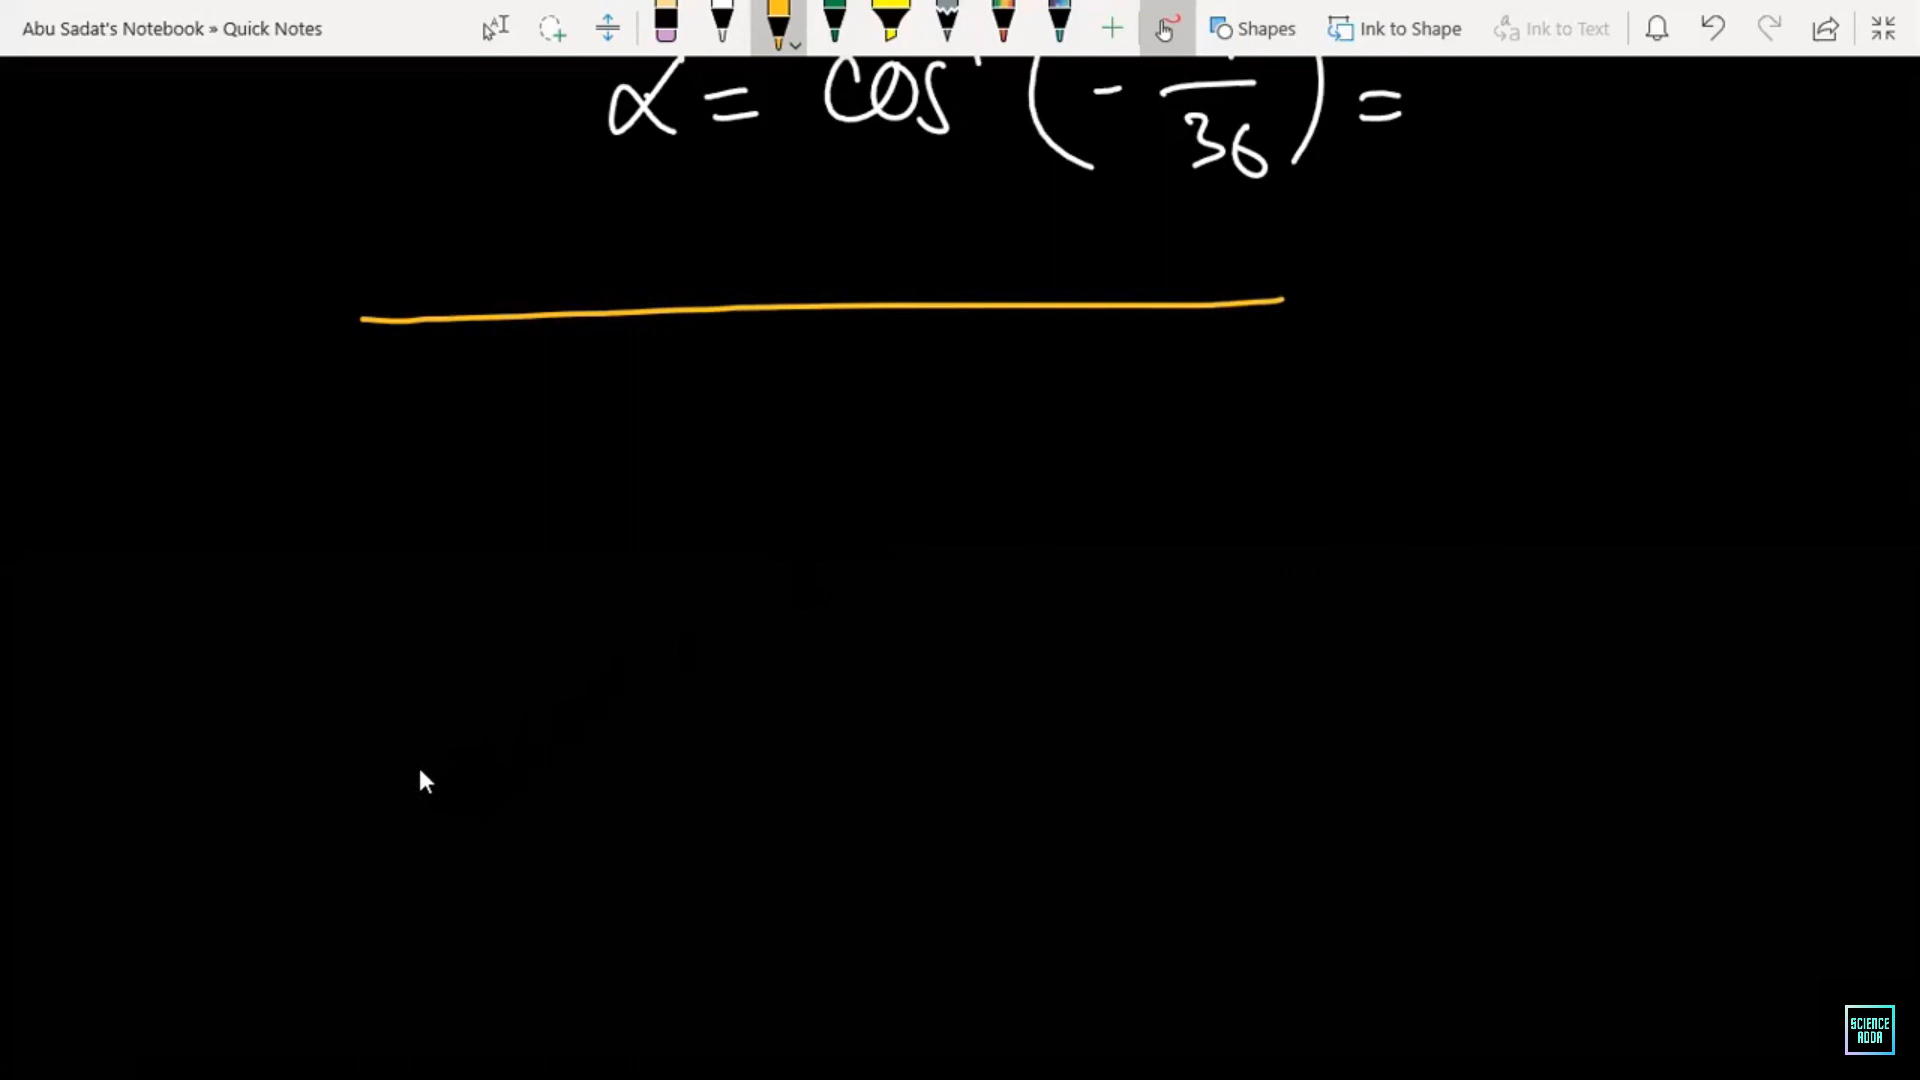 Abu Sadat's Notebook » Quick Notes Shapes Ink to Shape Ink to Text
α = cos ( - / 36 ) =
SCIENCE
ADDA